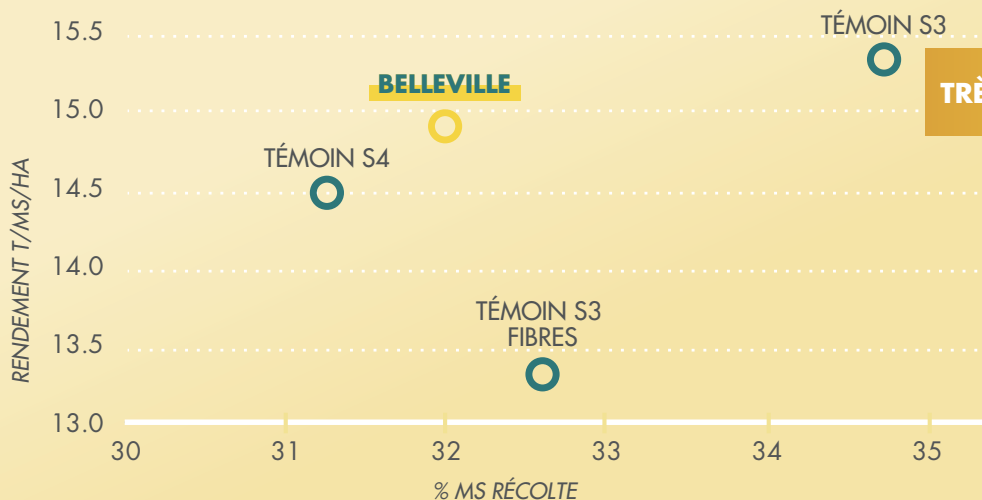 15.5
15.0
14.5
14.0
13.5
13.0
RENDEMENT T/MS/HA
TÉMOIN S3
BELLEVILLE
TÉMOIN S4
TÉMOIN S3
FIBRES
30
31
32
33
34
35
% MS RÉCOLTE